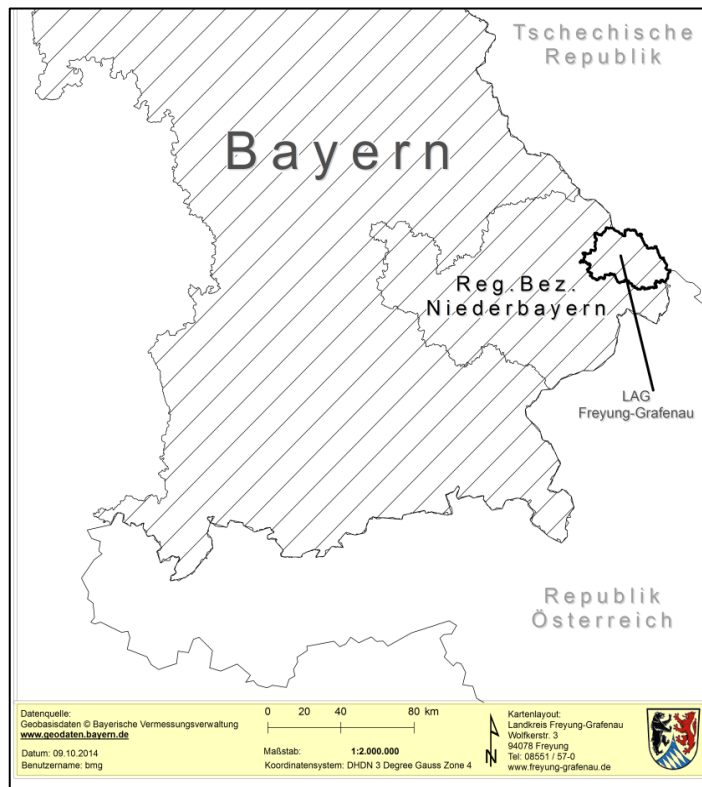 Tschechische
Republik
Bayern
Reg.Bez.
Niederbayern
LAG
Freyung-Grafenau
Republik
Österreich
Datenquelle:
Geobasisdaten © Bayerische Vermessungsverwaltung
www.geodaten.bayern.de
Datum: 09.10.2014
Benutzername: bmg
0 20 40 80 km
Maßstab: 1:2.000.000
Koordinatensystem: DHDN 3 Degree Gauss Zone 4
N
Kartenlayout:
Landkreis Freyung-Grafenau
Wolfkerstr. 3
94078 Freyung
Tel: 08551 / 57-0
www.freyung-grafenau.de